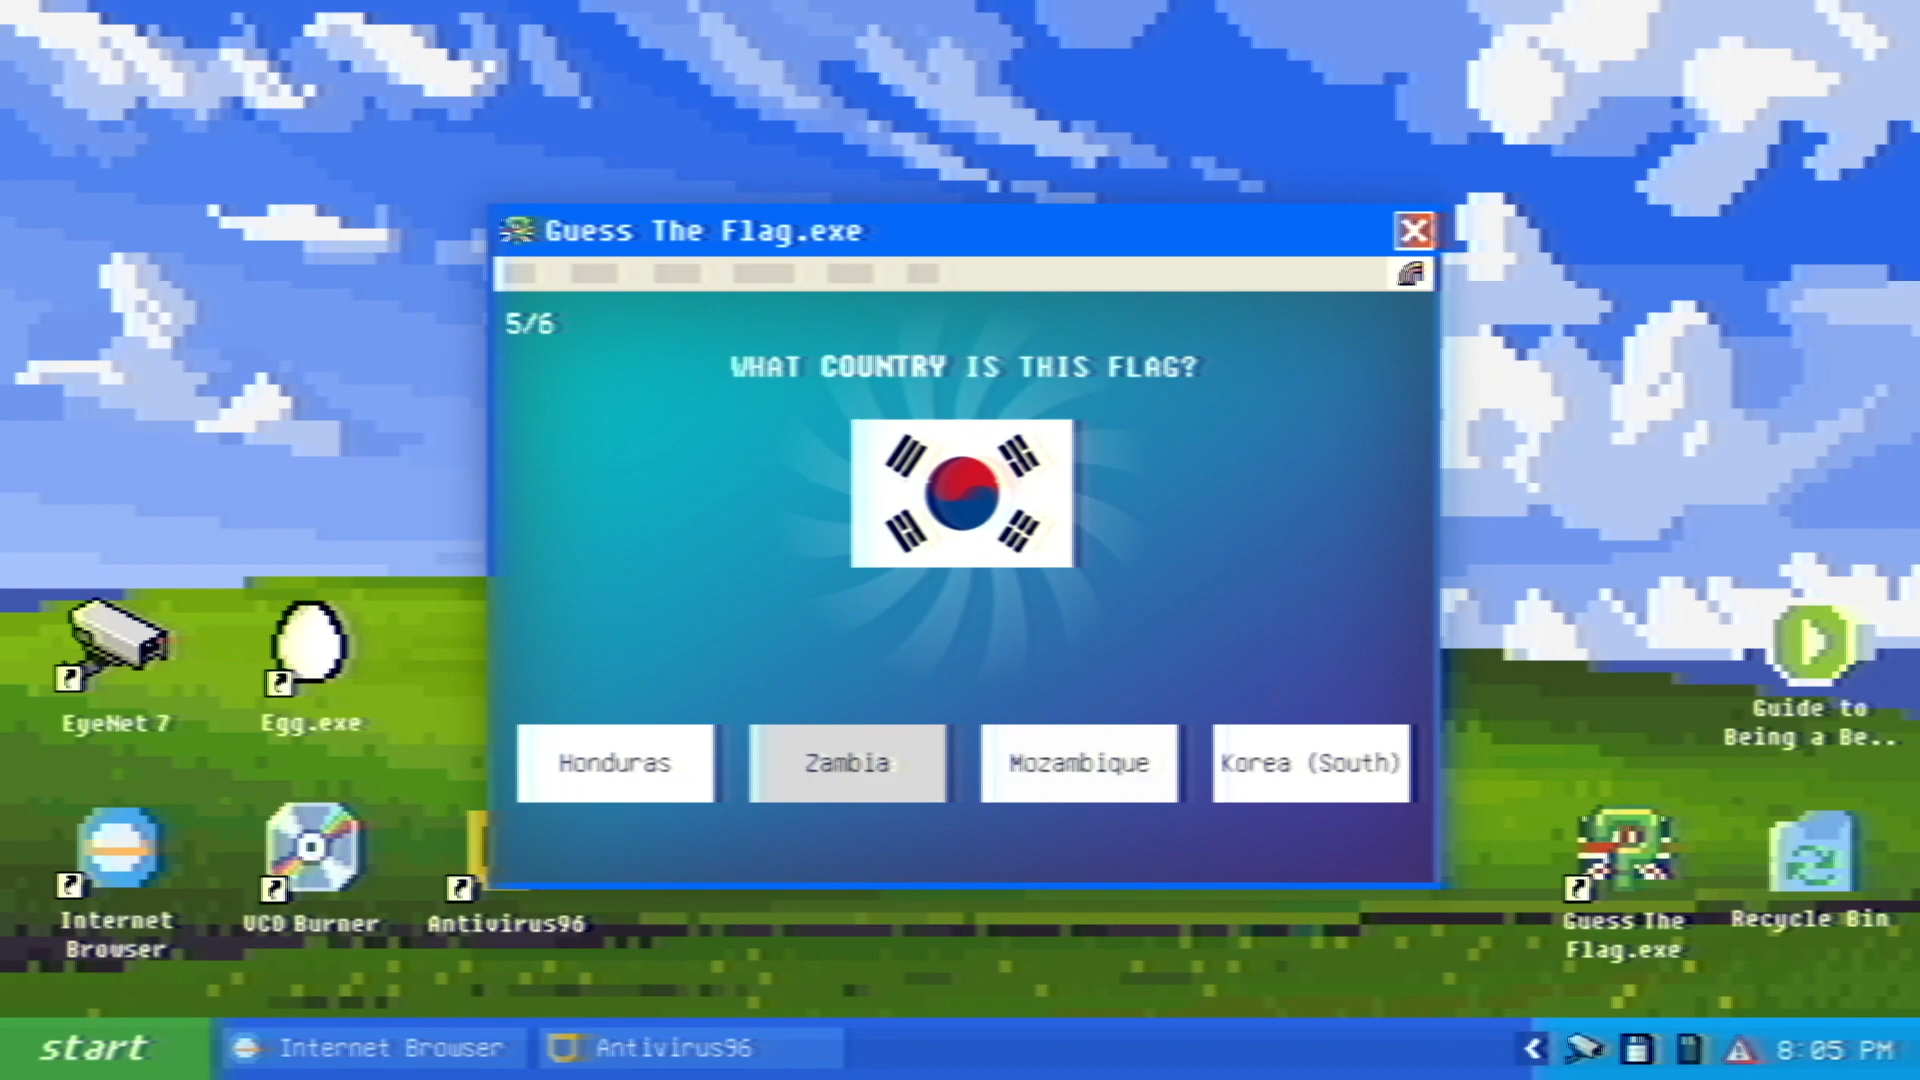 Guess The Flag.exe
5/6
WHAT COUNTRY IS THIS FLAG?
Honduras
Zambia
Mozambique
Korea (South)
EyeNet 7
Egg.exe
Guide to
Being a Be..
Internet
Browser
VCD Burner
Antivirus96
Guess The
Flag.exe
Recycle Bin
start
Internet Browser
Antivirus96
8:05 PM